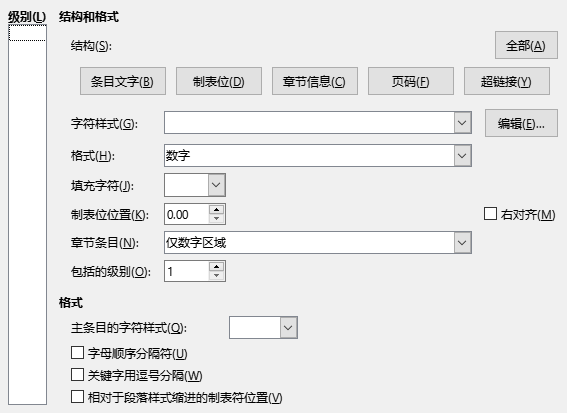 级别(L) 结构和格式
结构(S):
全部(A)
条目文字(B) 制表位(D) 章节信息(C) 页码(F) 超链接(Y)
字符样式(G): 编辑(E)...
格式(H): 数字
填充字符(J):
制表位位置(K): 0.00 右对齐(M)
章节条目(N): 仅数字区域
包括的级别(O): 1
格式
主条目的字符样式(Q):
字母顺序分隔符(U)
关键字用逗号分隔(W)
相对于段落样式缩进的制表符位置(V)